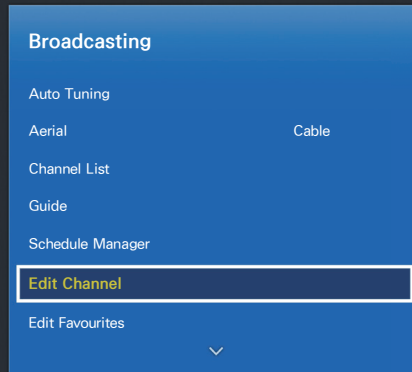 Broadcasting
Auto Tuning
Aerial Cable
Channel List
Guide
Schedule Manager
Edit Channel
Edit Favourites